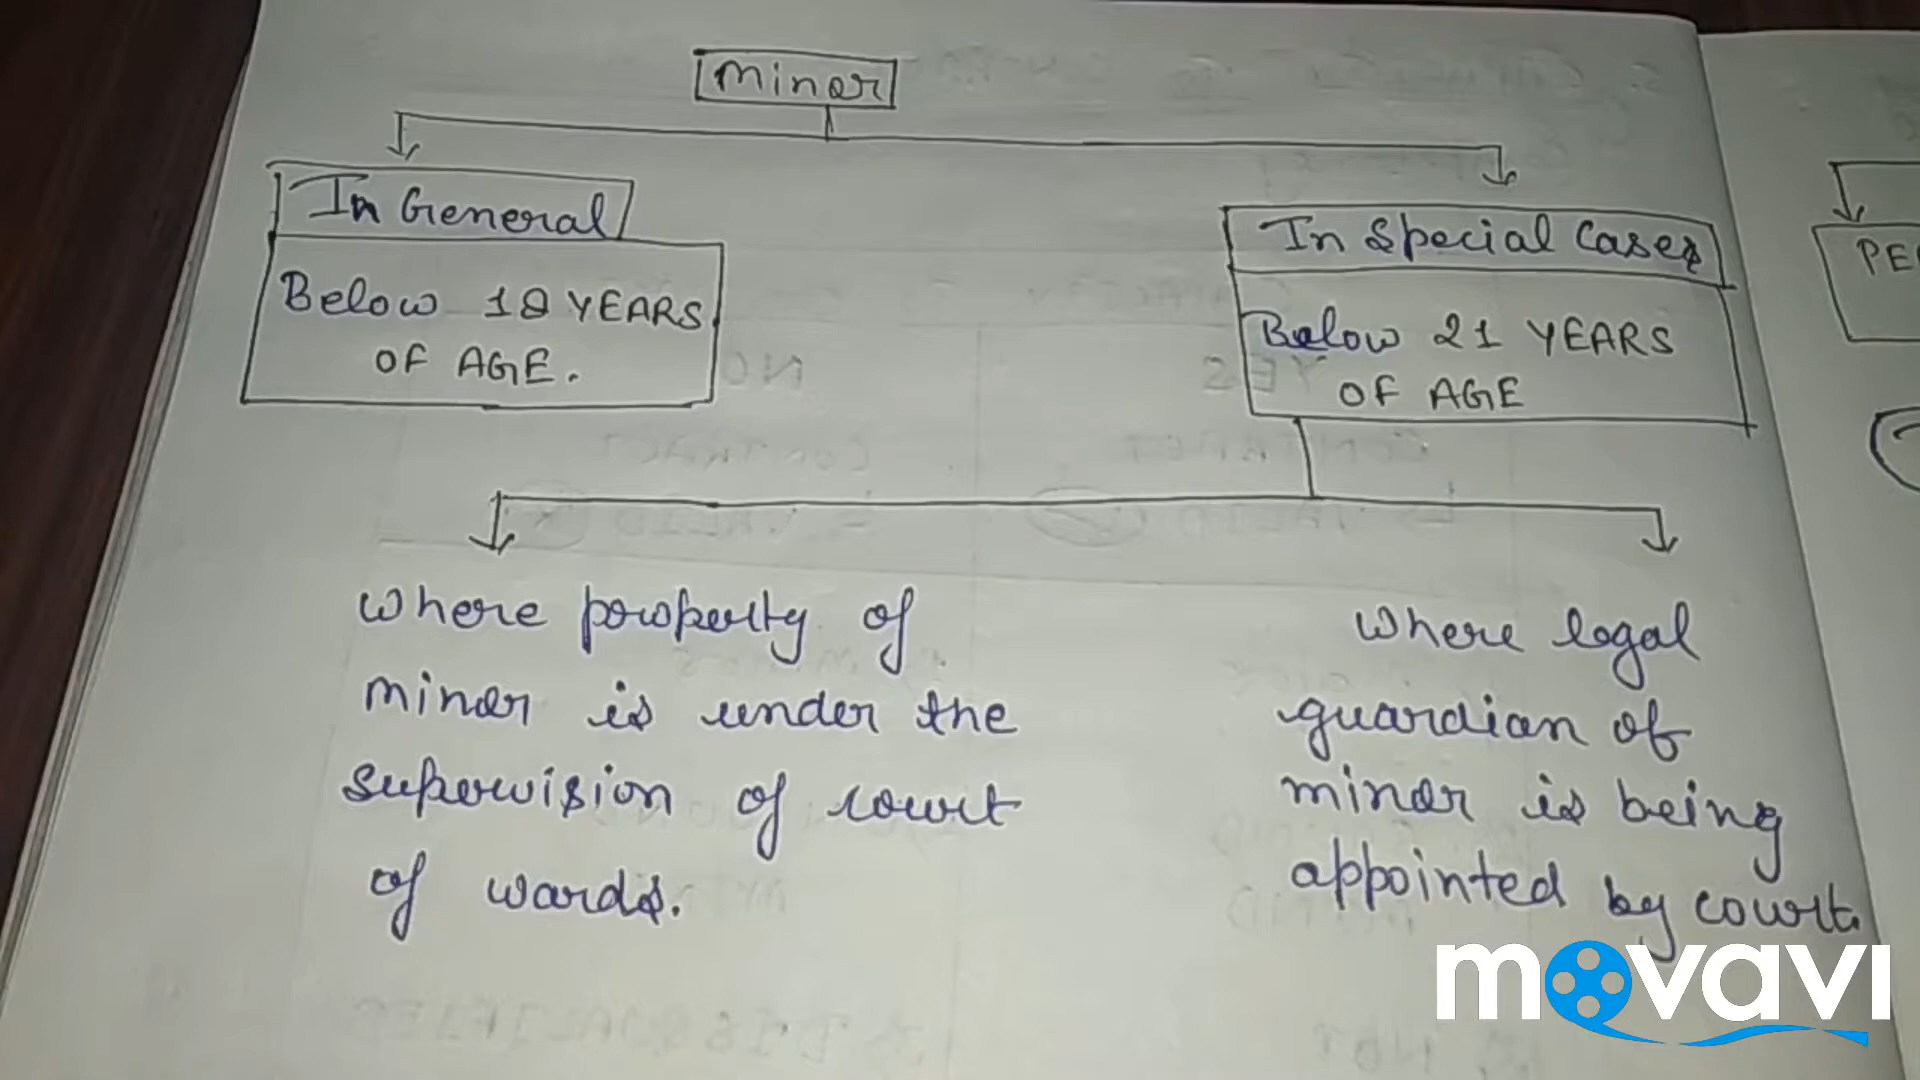 Minor
In General
Below 18 YEARS
OF AGE.
In Special Cases
Below 21 YEARS
OF AGE
where property of
minor is under the
supervision of court
of wards.
Where legal
guardian of
minor is being
appointed by court.
PE
movavi